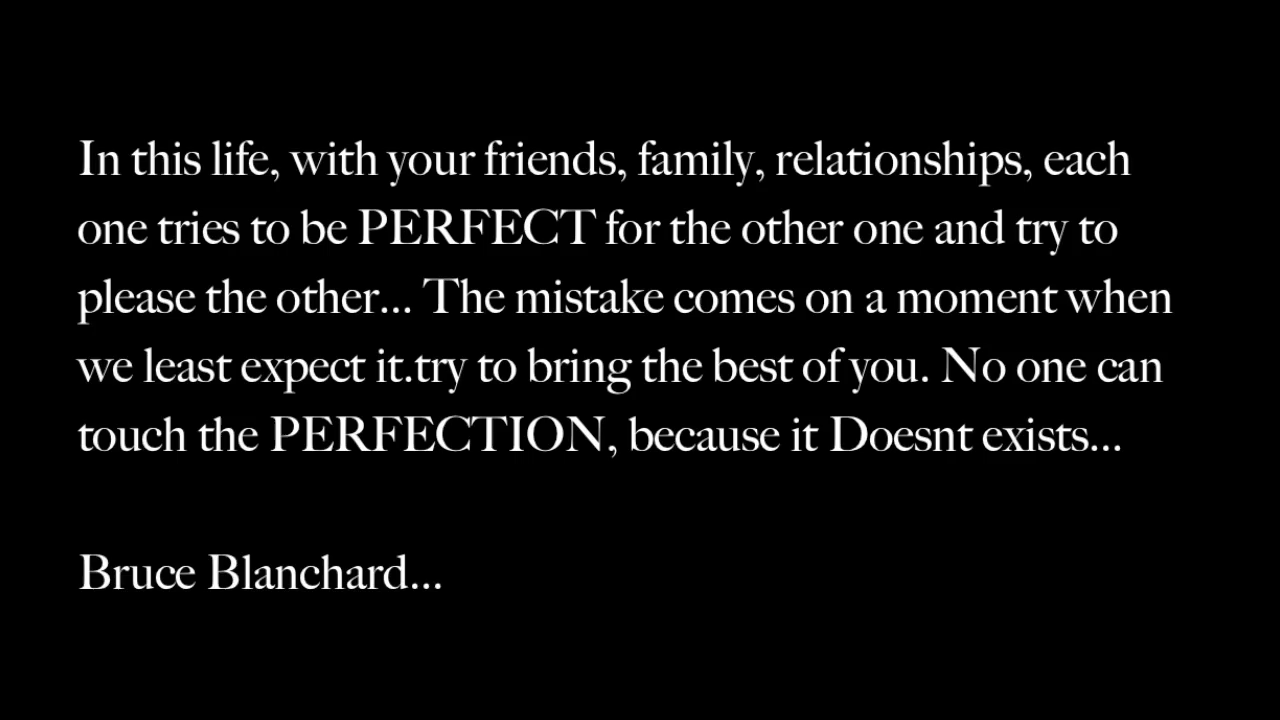 In this life, with your friends, family, relationships, each
one tries to be PERFECT for the other one and try to
please the other... The mistake comes on a moment when
we least expect it.try to bring the best of you. No one can
touch the PERFECTION, because it Doesnt exists...
Bruce Blanchard...